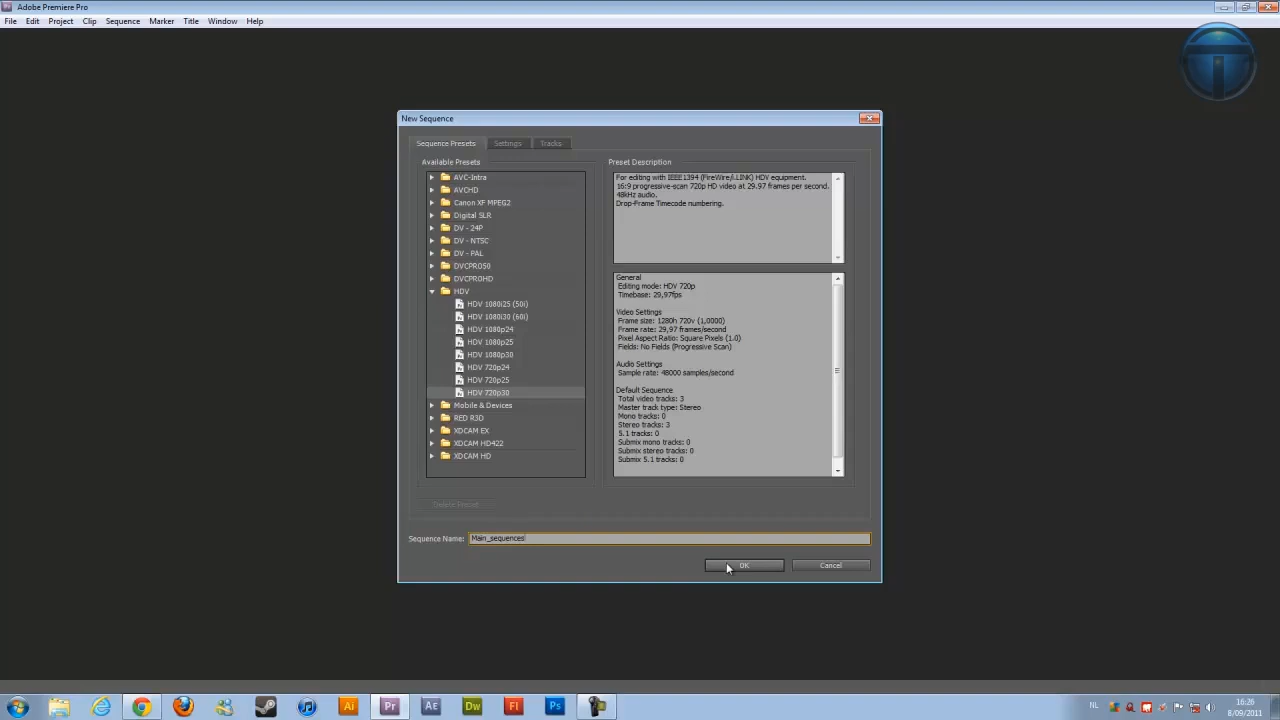 Adobe Premiere Pro
File Edit Project Clip Sequence Marker Title Window Help
New Sequence
Sequence Presets Settings Tracks
Available Presets
AVC-Intra
AVCHD
Canon XF MPEG2
Digital SLR
DV - 24P
DV - NTSC
DV - PAL
DVCPRO50
DVCPROHD
HDV
HDV 1080i25 (50i)
HDV 1080i30 (60i)
HDV 1080p24
HDV 1080p25
HDV 1080p30
HDV 720p24
HDV 720p25
HDV 720p30
Mobile & Devices
RED R3D
XDCAM EX
XDCAM HD422
XDCAM HD
Delete Preset
Preset Description
For editing with IEEE1394 (FireWire/i.LINK) HDV equipment.
16:9 progressive-scan 720p HD video at 29.97 frames per second.
48kHz audio.
Drop-Frame Timecode numbering.
General
Editing mode: HDV 720p
Timebase: 29,97fps
Video Settings
Frame size: 1280h 720v (1,0000)
Frame rate: 29,97 frames/second
Pixel Aspect Ratio: Square Pixels (1.0)
Fields: No Fields (Progressive Scan)
Audio Settings
Sample rate: 48000 samples/second
Default Sequence
Total video tracks: 3
Master track type: Stereo
Mono tracks: 0
Stereo tracks: 3
5.1 tracks: 0
Submix mono tracks: 0
Submix stereo tracks: 0
Submix 5.1 tracks: 0
Sequence Name: Main_sequences
OK Cancel
Ai Pr Ae Dw Fl Ps
NL
16:26
8/09/2011